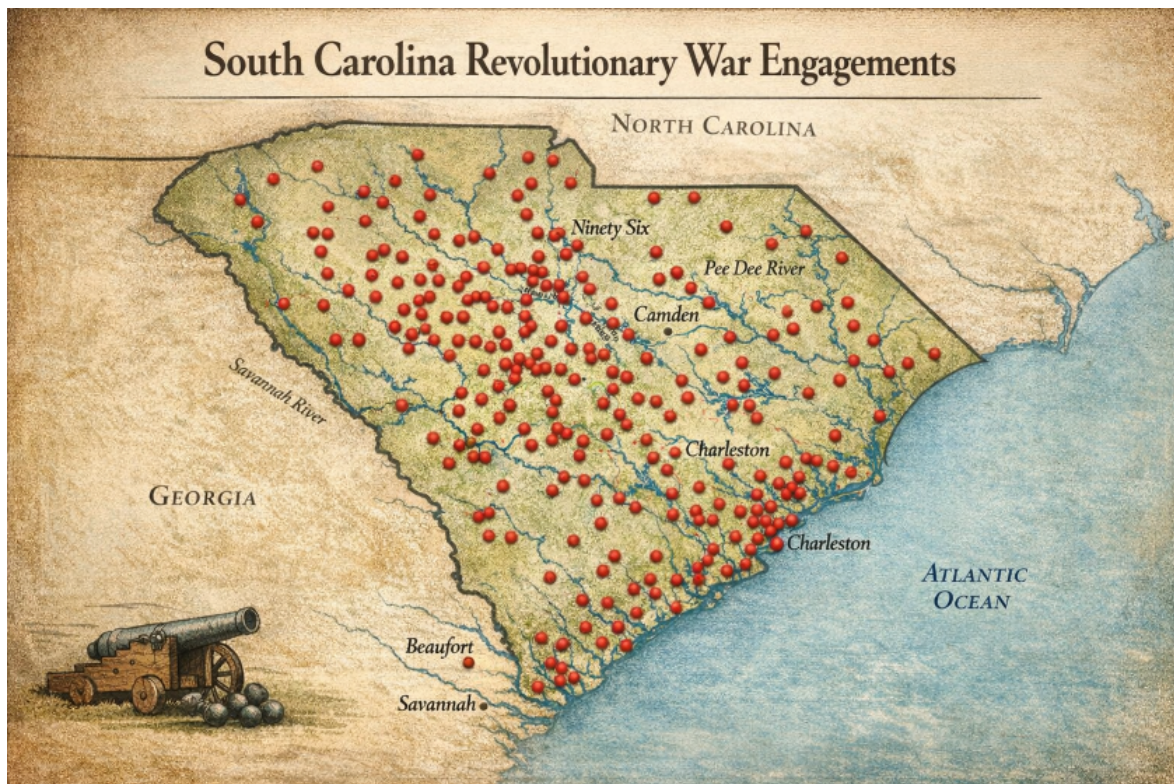 South Carolina Revolutionary War Engagements
NORTH CAROLINA
Ninety Six
Pee Dee River
Camden
Savannah River
Charleston
GEORGIA
Charleston
ATLANTIC
OCEAN
Beaufort
Savannah